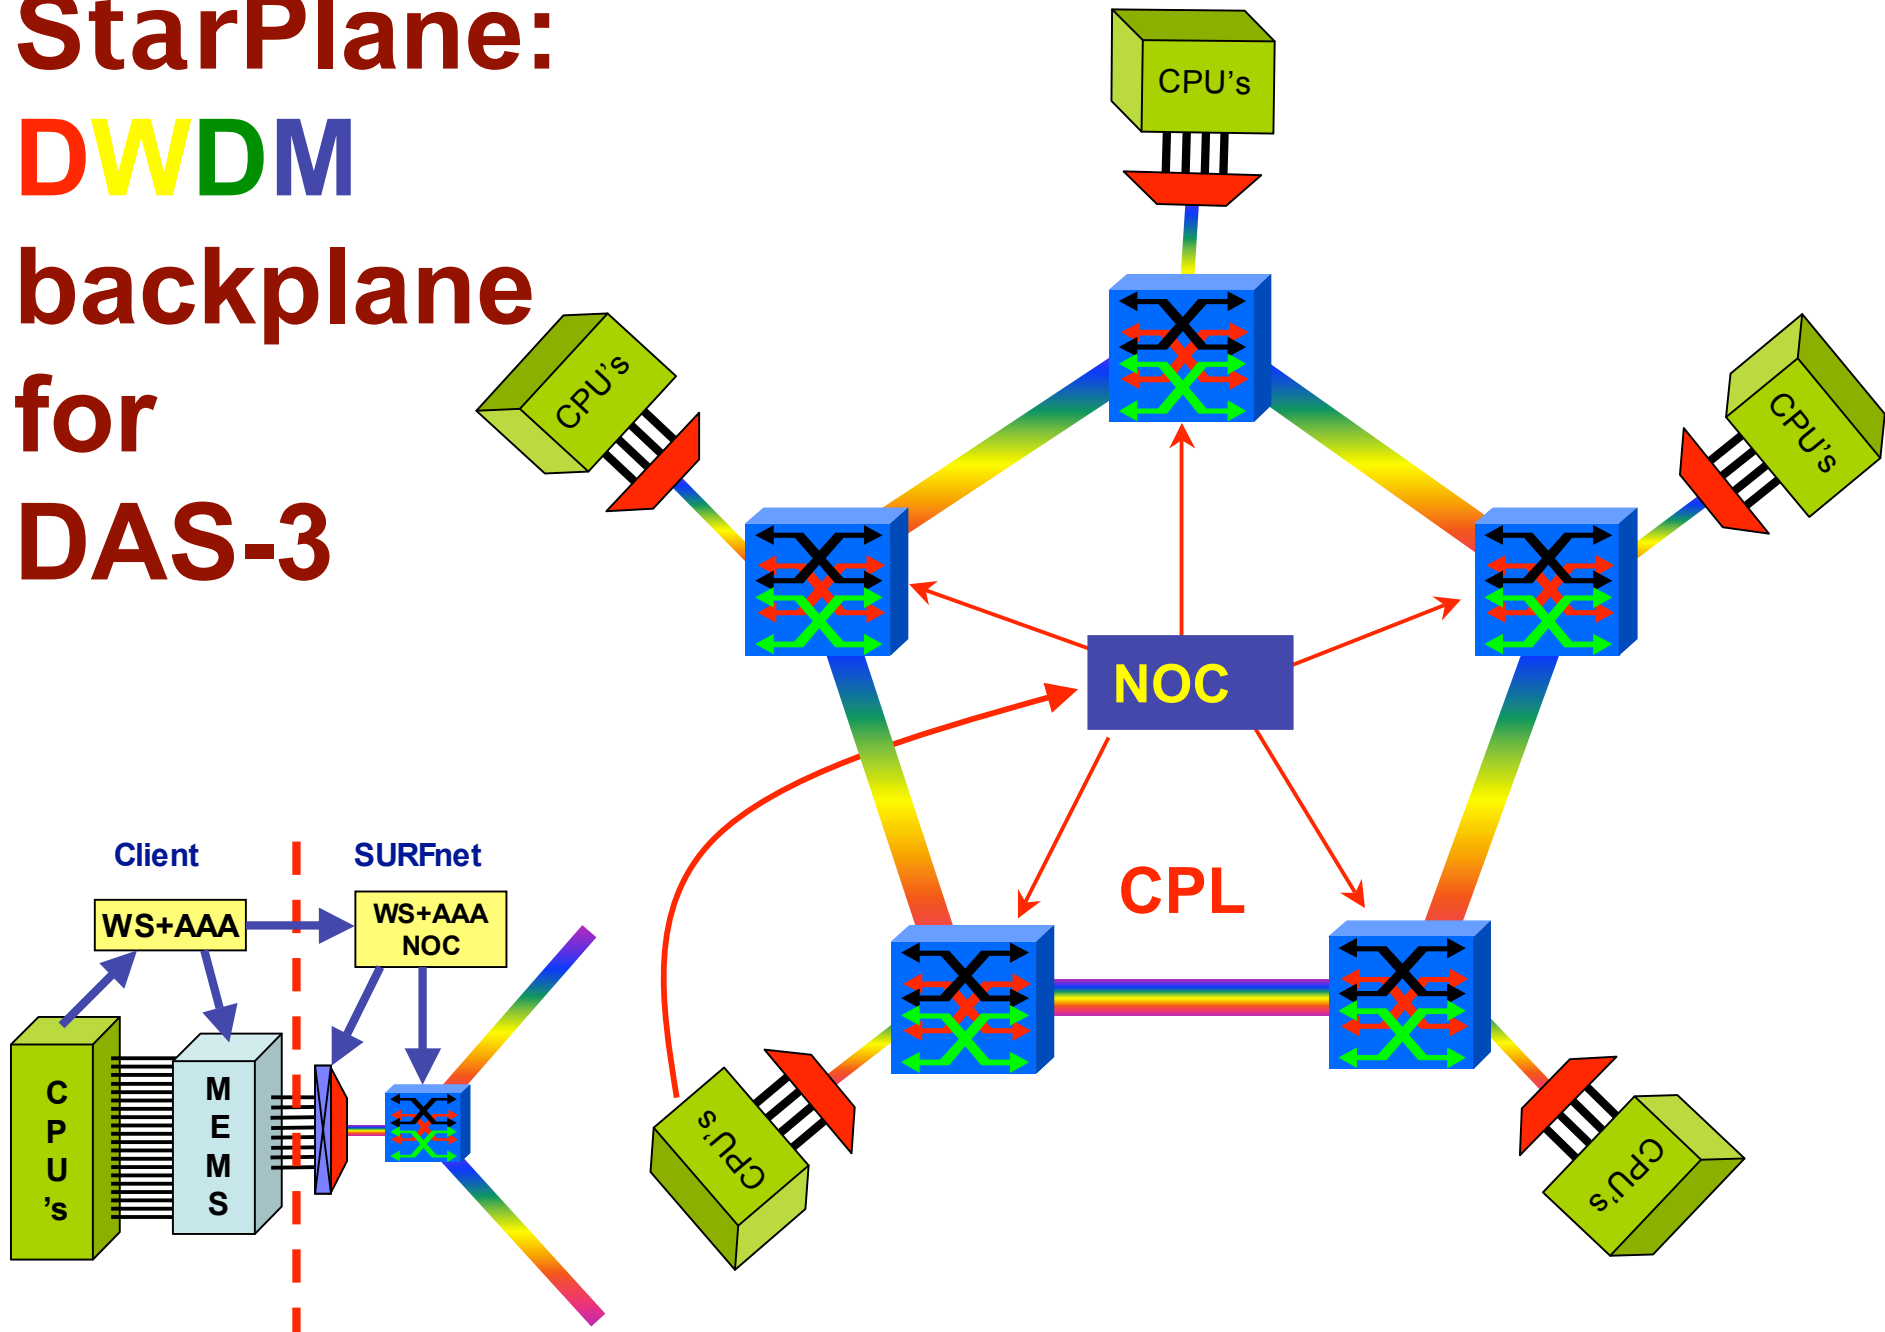 StarPlane:
DWDM
backplane
for
DAS-3
CPU's
CPU's
CPU's
NOC
CPL
CPU's
CPU's
Client
SURFnet
WS+AAA
WS+AAA
NOC
C
P
U
’s
M
E
M
S